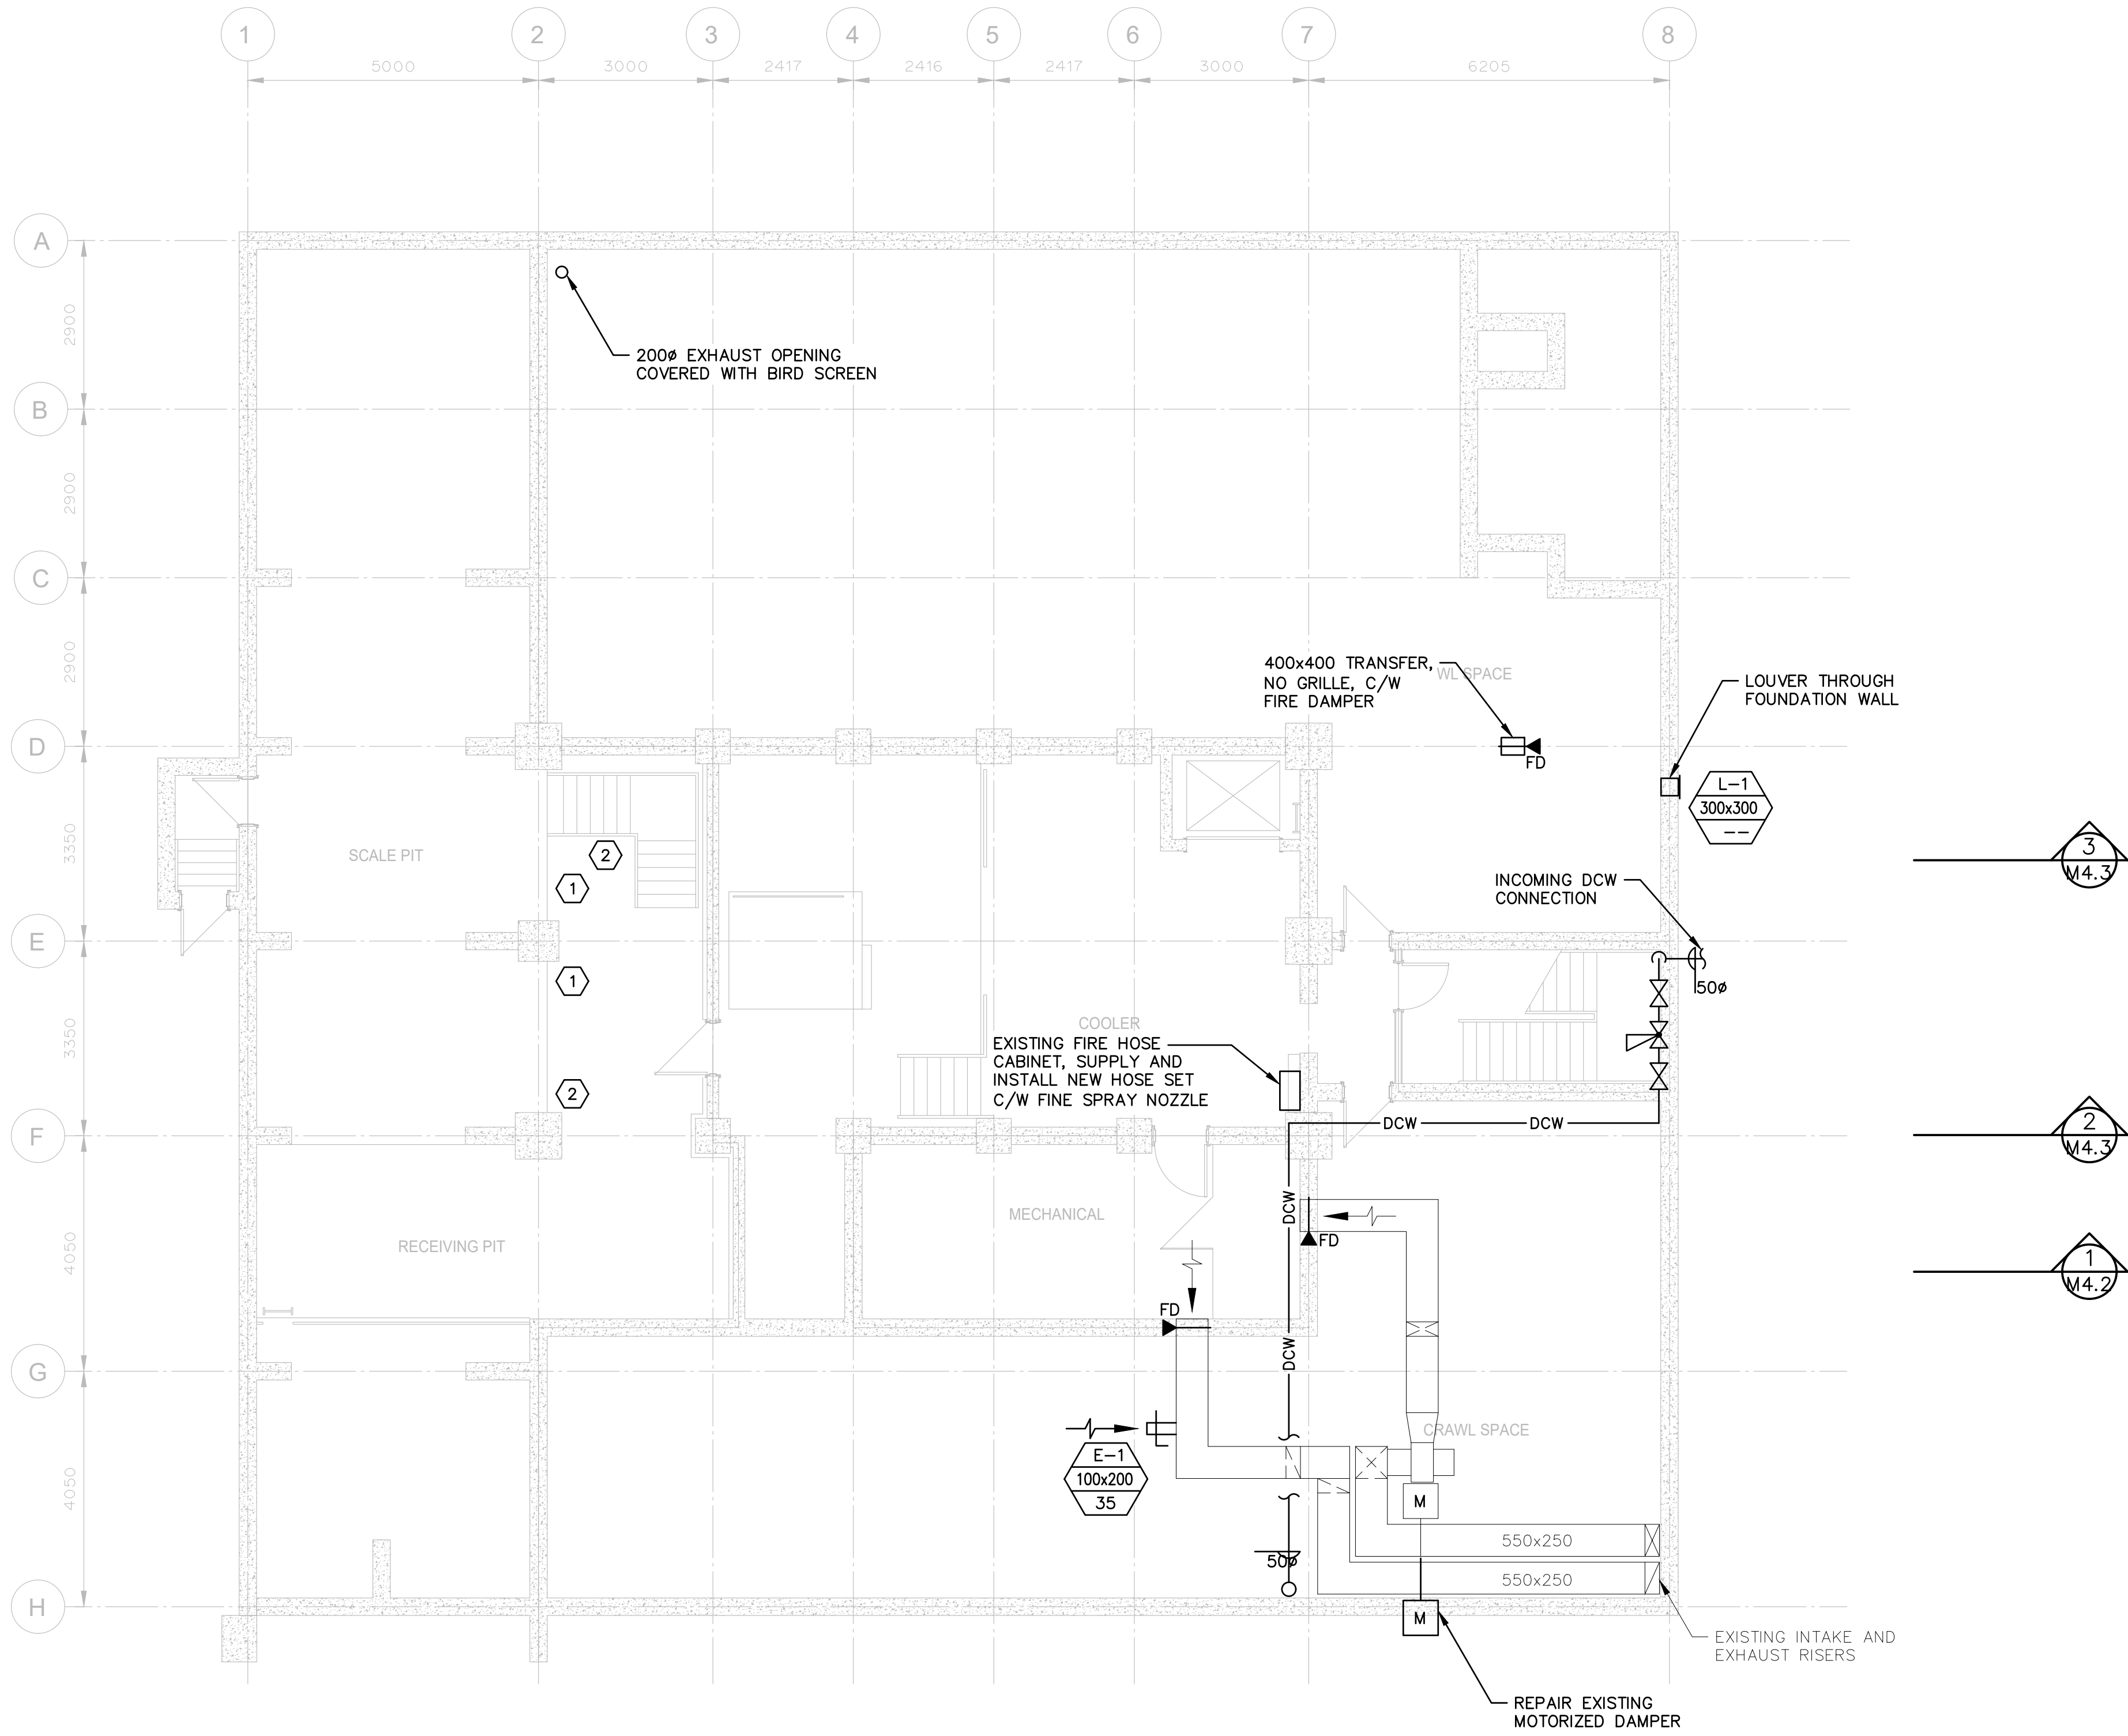 1
2
3
4
5
6
7
8
5000
3000
2417
2416
2417
3000
6205
A
2900
200ø EXHAUST OPENING
COVERED WITH BIRD SCREEN
B
2900
C
2900
400x400 TRANSFER,
NO GRILLE, C/W
FIRE DAMPER
WL SPACE
LOUVER THROUGH
FOUNDATION WALL
D
FD
L-1
300x300
--
3350
SCALE PIT
2
1
3
M4.3
INCOMING DCW
CONNECTION
E
1
50ø
3350
COOLER
EXISTING FIRE HOSE
CABINET, SUPPLY AND
INSTALL NEW HOSE SET
C/W FINE SPRAY NOZZLE
2
DCW
DCW
F
2
M4.3
4050
RECEIVING PIT
MECHANICAL
DCW
FD
1
M4.2
FD
DCW
G
CRAWL SPACE
E-1
100x200
35
4050
M
550x250
50ø
550x250
H
M
EXISTING INTAKE AND
EXHAUST RISERS
REPAIR EXISTING
MOTORIZED DAMPER